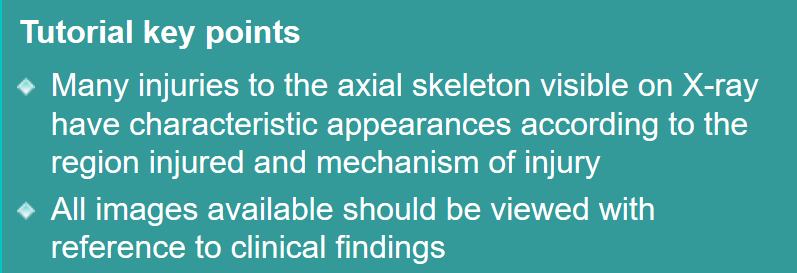 Tutorial key points
Many injuries to the axial skeleton visible on X-ray
have characteristic appearances according to the
region injured and mechanism of injury
All images available should be viewed with
reference to clinical findings